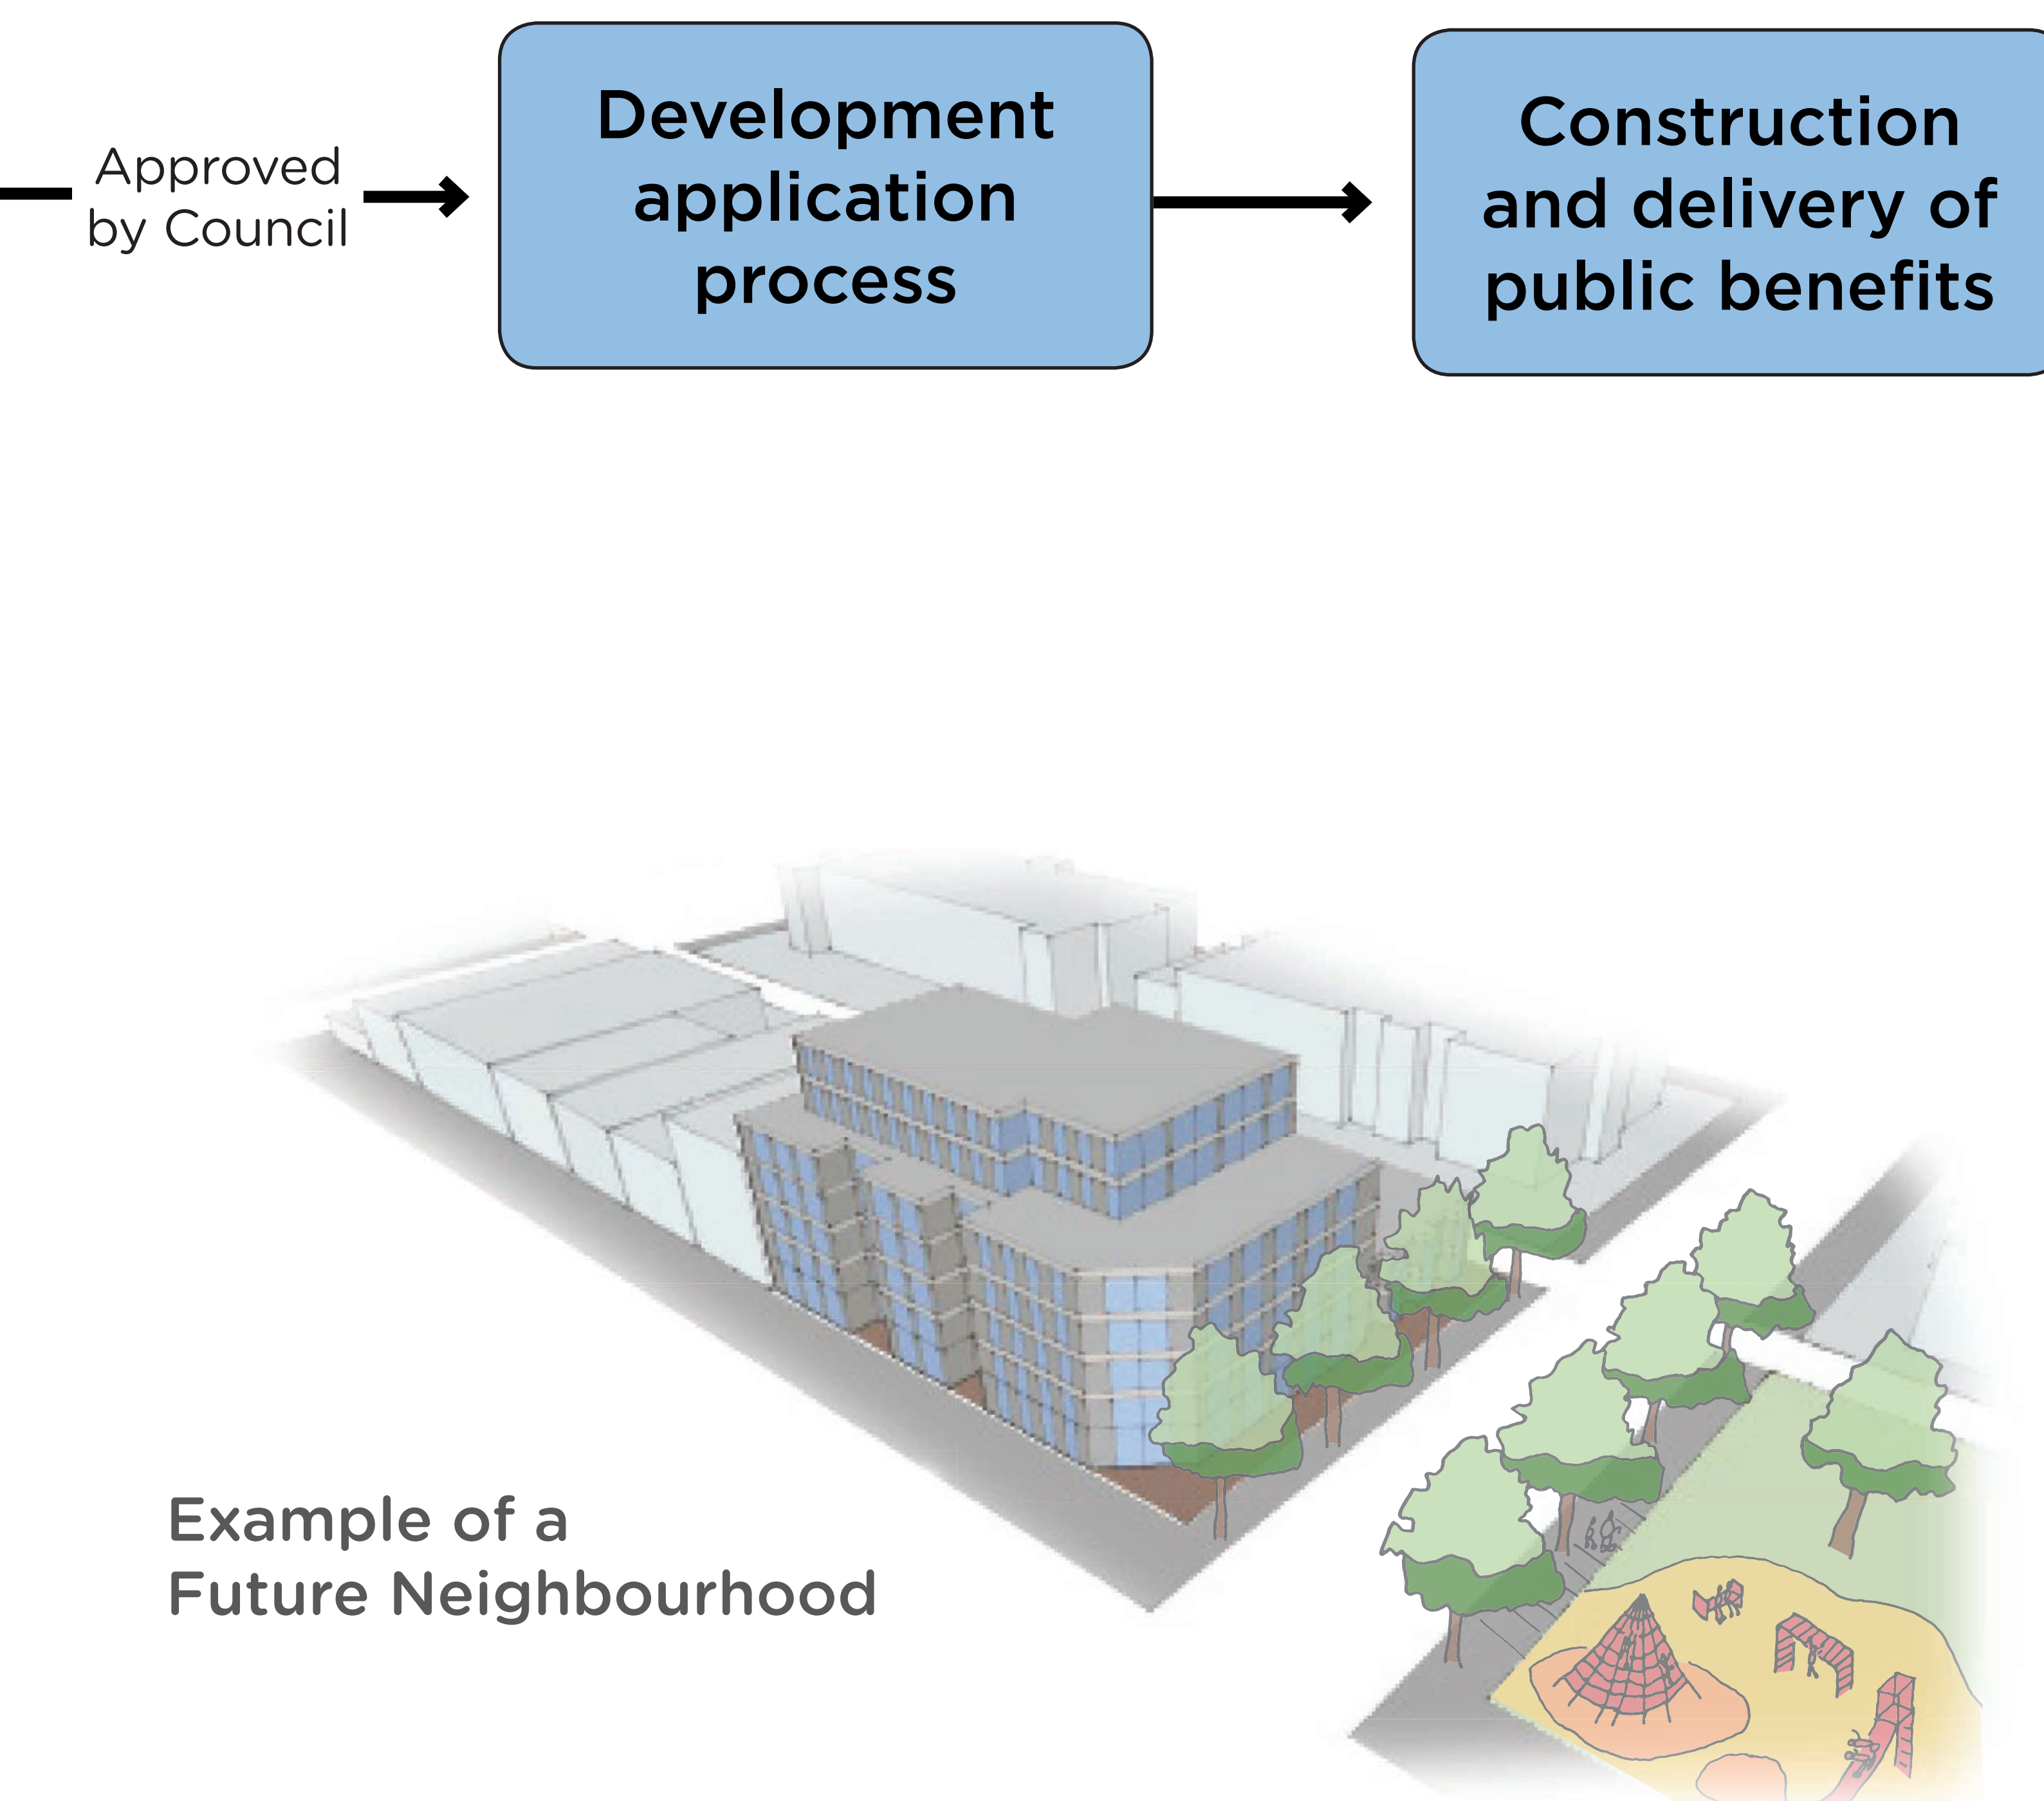 Approved
by Council
Development
application
process
Construction
and delivery of
public benefits
Example of a
Future Neighbourhood